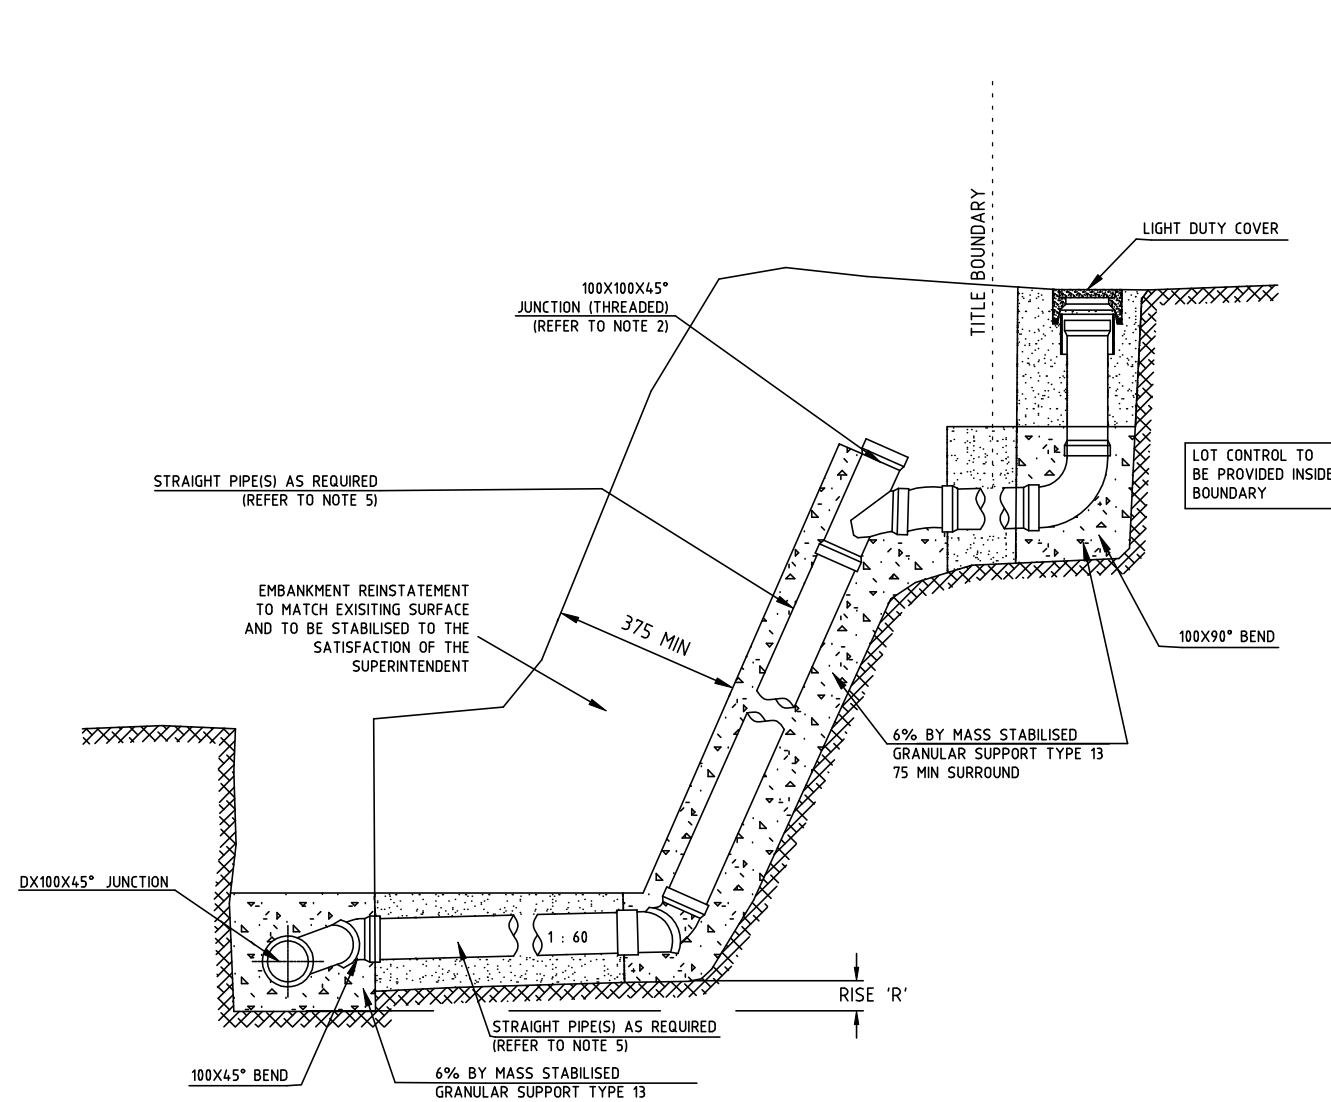 TITLE BOUNDARY
LIGHT DUTY COVER
100X100X45°
JUNCTION (THREADED)
(REFER TO NOTE 2)
STRAIGHT PIPE(S) AS REQUIRED
(REFER TO NOTE 5)
LOT CONTROL TO
BE PROVIDED INSIDE
BOUNDARY
EMBANKMENT REINSTATEMENT
TO MATCH EXISITING SURFACE
AND TO BE STABILISED TO THE
SATISFACTION OF THE
SUPERINTENDENT
375 MIN
100X90° BEND
6% BY MASS STABILISED
GRANULAR SUPPORT TYPE 13
75 MIN SURROUND
DX100X45° JUNCTION
1 : 60
RISE 'R'
STRAIGHT PIPE(S) AS REQUIRED
(REFER TO NOTE 5)
100X45° BEND
6% BY MASS STABILISED
GRANULAR SUPPORT TYPE 13